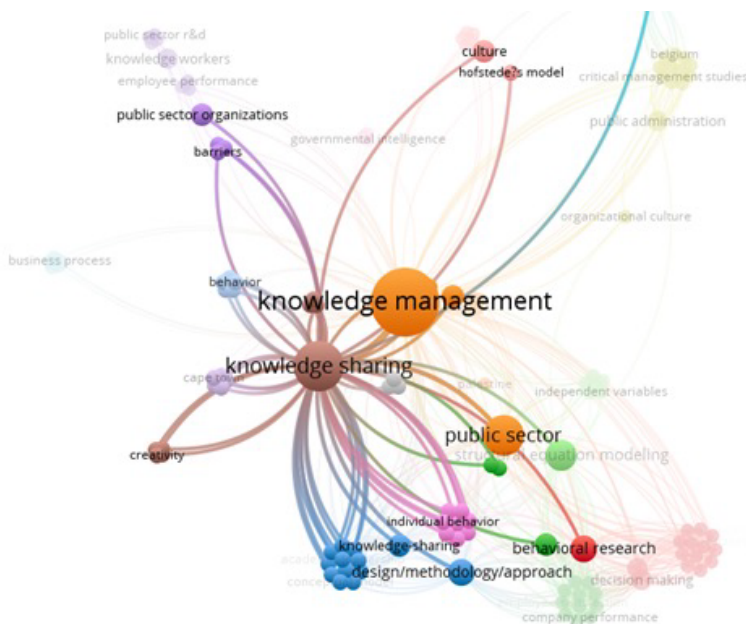 public sector r&d
knowledge workers
employee performance
public sector organizations
barriers
culture
hofstede?s model
belgium
critical management studies
public administration
governmental intelligence
organizational culture
business process
behavior
knowledge management
knowledge sharing
cape town
palestine
independent variables
public sector
structural equation modeling
creativity
individual behavior
knowledge-sharing
behavioral research
design/methodology/approach
decision making
company performance